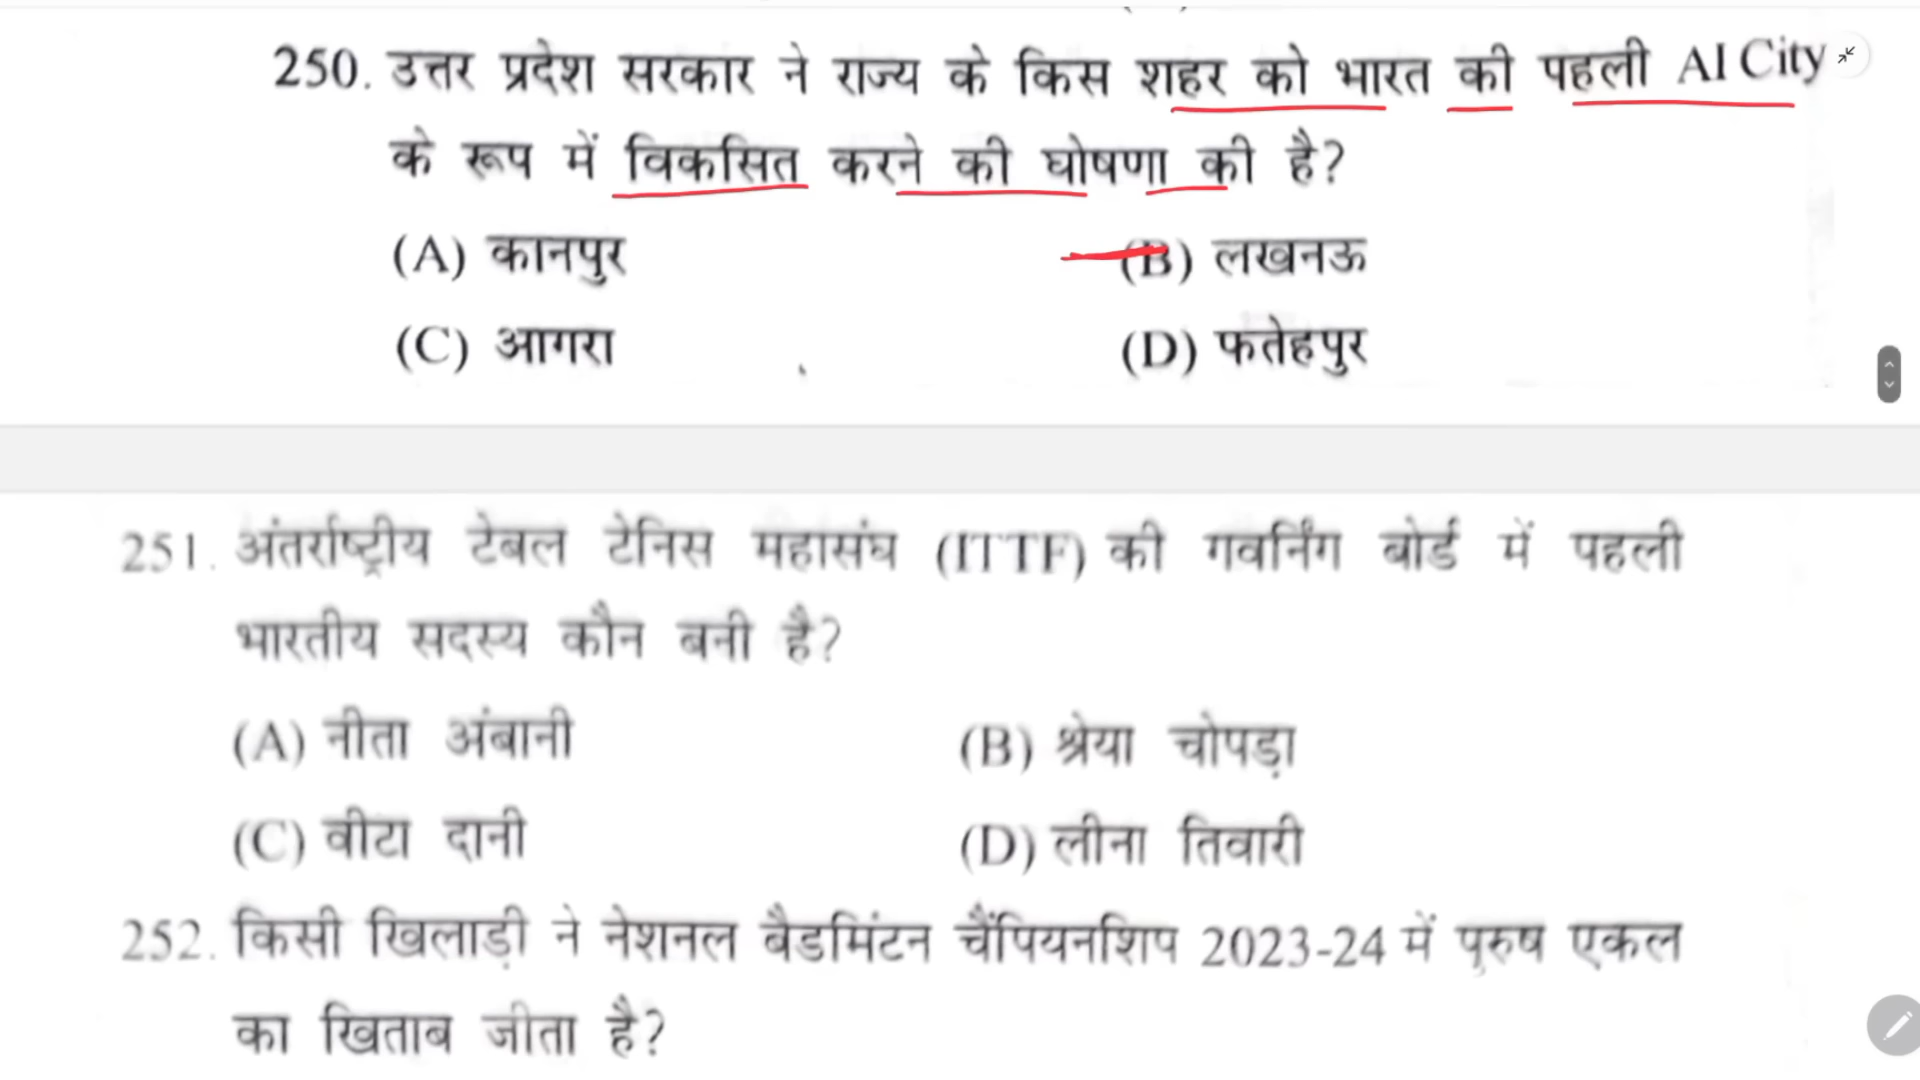 250. उत्तर प्रदेश सरकार ने राज्य के किस शहर को भारत की पहली AI City
के रूप में विकसित करने की घोषणा की है?
(A) कानपुर (B) लखनऊ
(C) आगरा (D) फतेहपुर
251. अंतर्राष्ट्रीय टेबल टेनिस महासंघ (ITTF) की गवर्निंग बोर्ड में पहली
भारतीय सदस्य कौन बनी है?
(A) नीता अंबानी (B) श्रेया चोपड़ा
(C) वीटा दानी (D) लीना तिवारी
252. किसी खिलाड़ी ने नेशनल बैडमिंटन चैंपियनशिप 2023-24 में पुरुष एकल
का खिताब जीता है?